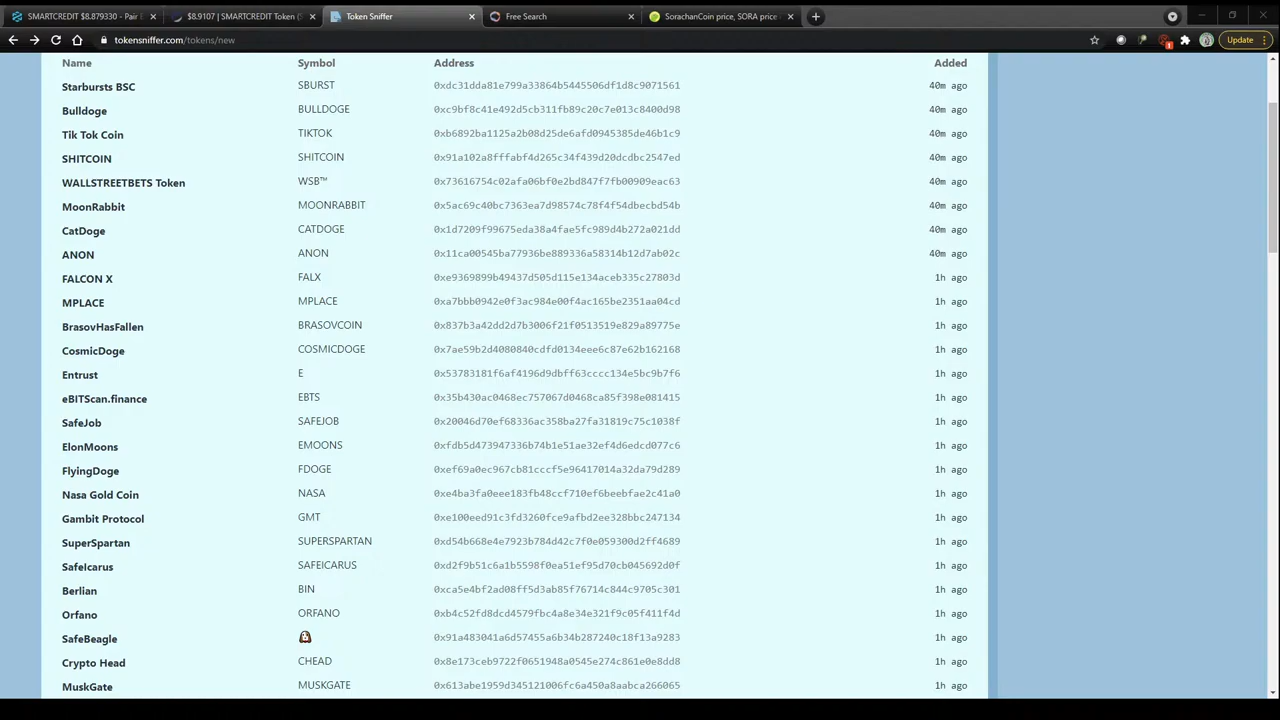 SMARTCREDIT $8.879330 - Pair E
$8.9107 | SMARTCREDIT Token (S
Token Sniffer
Free Search
SorachanCoin price, SORA price
tokensniffer.com/tokens/new
1
Update
Name Symbol Address Added
Starbursts BSC SBURST 0xdc31dda81e799a33864b5445506df1d8c9071561 40m ago
Bulldoge BULLDOGE 0xc9bf8c41e492d5cb311fb89c20c7e013c8400d98 40m ago
Tik Tok Coin TIKTOK 0xb6892ba1125a2b08d25de6afd0945385de46b1c9 40m ago
SHITCOIN SHITCOIN 0x91a102a8fffabf4d265c34f439d20dcdbc2547ed 40m ago
WALLSTREETBETS Token WSB™ 0x73616754c02afa06bf0e2bd847f7fb00909eac63 40m ago
MoonRabbit MOONRABBIT 0x5ac69c40bc7363ea7d98574c78f4f54dbecbd54b 40m ago
CatDoge CATDOGE 0x1d7209f99675eda38a4fae5fc989d4b272a021dd 40m ago
ANON ANON 0x11ca00545ba77936be889336a58314b12d7ab02c 40m ago
FALCON X FALX 0xe9369899b49437d505d115e134aceb335c27803d 1h ago
MPLACE MPLACE 0xa7bbb0942e0f3ac984e00f4ac165be2351aa04cd 1h ago
BrasovHasFallen BRASOVCOIN 0x837b3a42dd2d7b3006f21f0513519e829a89775e 1h ago
CosmicDoge COSMICDOGE 0x7ae59b2d4080840cdfd0134eee6c87e62b162168 1h ago
Entrust E 0x53783181f6af4196d9dbff63cccc134e5bc9b7f6 1h ago
eBITScan.finance EBTS 0x35b430ac0468ec757067d0468ca85f398e081415 1h ago
SafeJob SAFEJOB 0x20046d70ef68336ac358ba27fa31819c75c1038f 1h ago
ElonMoons EMOONS 0xfdb5d473947336b74b1e51ae32ef4d6edcd077c6 1h ago
FlyingDoge FDOGE 0xef69a0ec967cb81cccf5e96417014a32da79d289 1h ago
Nasa Gold Coin NASA 0xe4ba3fa0eee183fb48ccf710ef6beebfae2c41a0 1h ago
Gambit Protocol GMT 0xe100eed91c3fd3260fce9afbd2ee328bbc247134 1h ago
SuperSpartan SUPERSPARTAN 0xd54b668e4e7923b784d42c7f0e059300d2ff4689 1h ago
SafeIcarus SAFEICARUS 0xd2f9b51c6a1b5598f0ea51ef95d70cb045692d0f 1h ago
Berlian BIN 0xca5e4bf2ad08ff5d3ab85f76714c844c9705c301 1h ago
Orfano ORFANO 0xb4c52fd8dcd4579fbc4a8e34e321f9c05f411f4d 1h ago
SafeBeagle 0x91a483041a6d57455a6b34b287240c18f13a9283 1h ago
Crypto Head CHEAD 0x8e173ceb9722f0651948a0545e274c861e0e8dd8 1h ago
MuskGate MUSKGATE 0x613abe1959d345121006fc6a450a8aabca266065 1h ago